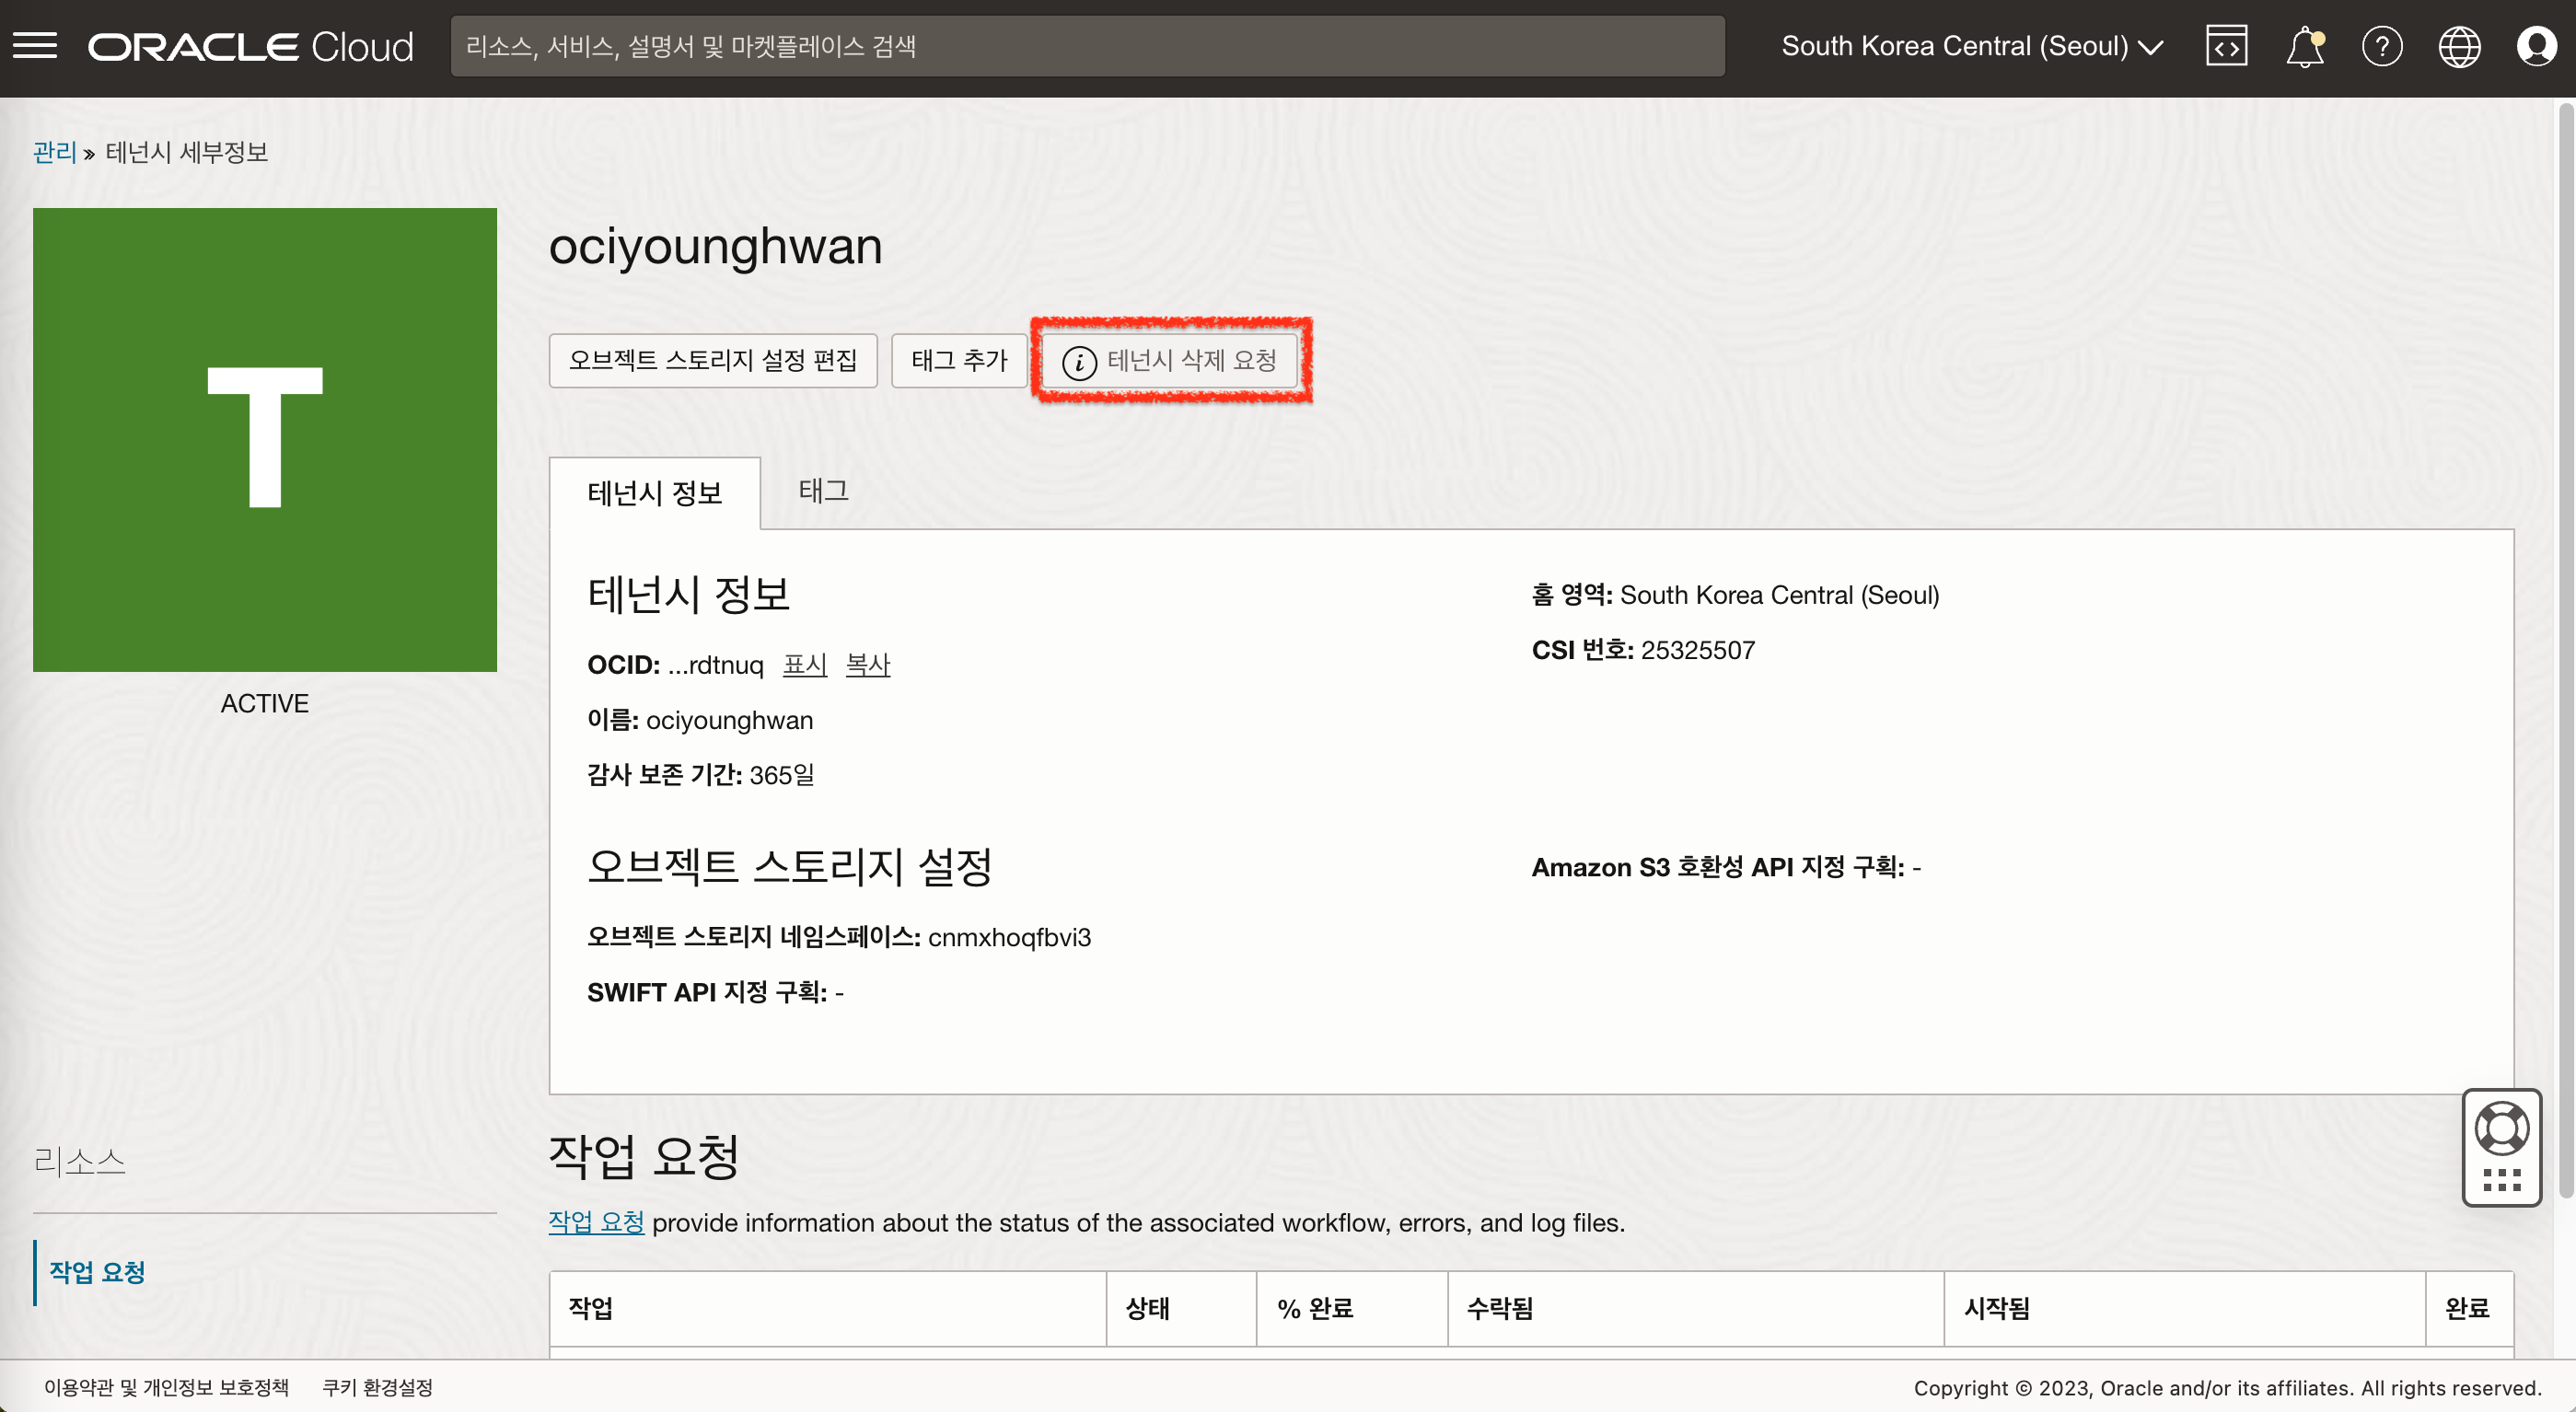 ORACLE Cloud
리소스, 서비스, 설명서 및 마켓플레이스 검색
South Korea Central (Seoul)
관리 » 테넌시 세부정보
T
ACTIVE
ociyounghwan
오브젝트 스토리지 설정 편집
태그 추가
테넌시 삭제 요청
테넌시 정보
태그
테넌시 정보
OCID: ...rdtnuq 표시 복사
이름: ociyounghwan
감사 보존 기간: 365일
홈 영역: South Korea Central (Seoul)
CSI 번호: 25325507
오브젝트 스토리지 설정
오브젝트 스토리지 네임스페이스: cnmxhoqfbvi3
SWIFT API 지정 구획: -
Amazon S3 호환성 API 지정 구획: -
리소스
작업 요청
작업 요청
작업 요청 provide information about the status of the associated workflow, errors, and log files.
작업 상태 % 완료 수락됨 시작됨 완료
이용약관 및 개인정보 보호정책 쿠키 환경설정
Copyright © 2023, Oracle and/or its affiliates. All rights reserved.